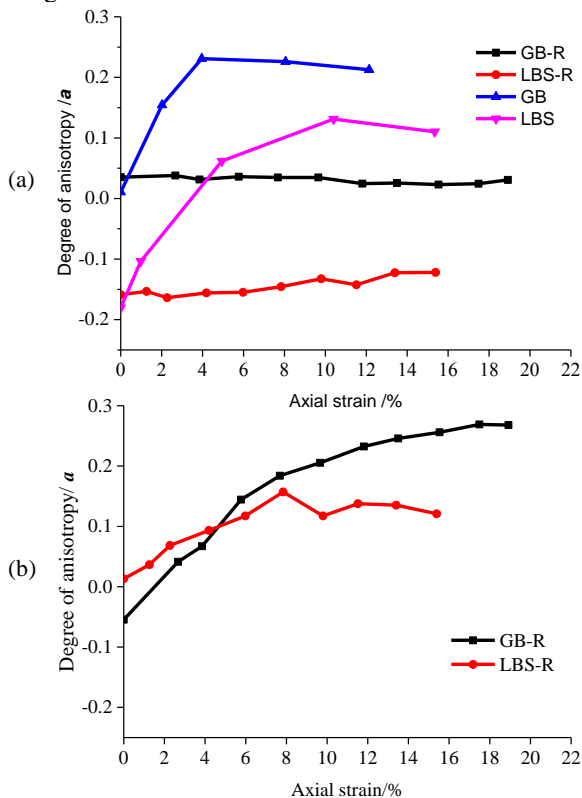 0.3
0.2
0.1
0.0
-0.1
-0.2
Degree of anisotropy /a
(a)
GB-R
LBS-R
GB
LBS
0 2 4 6 8 10 12 14 16 18 20 22
Axial strain /%
0.3
0.2
0.1
0.0
-0.1
-0.2
Degree of anisotropy/ a
(b)
GB-R
LBS-R
0 2 4 6 8 10 12 14 16 18 20 22
Axial strain/%